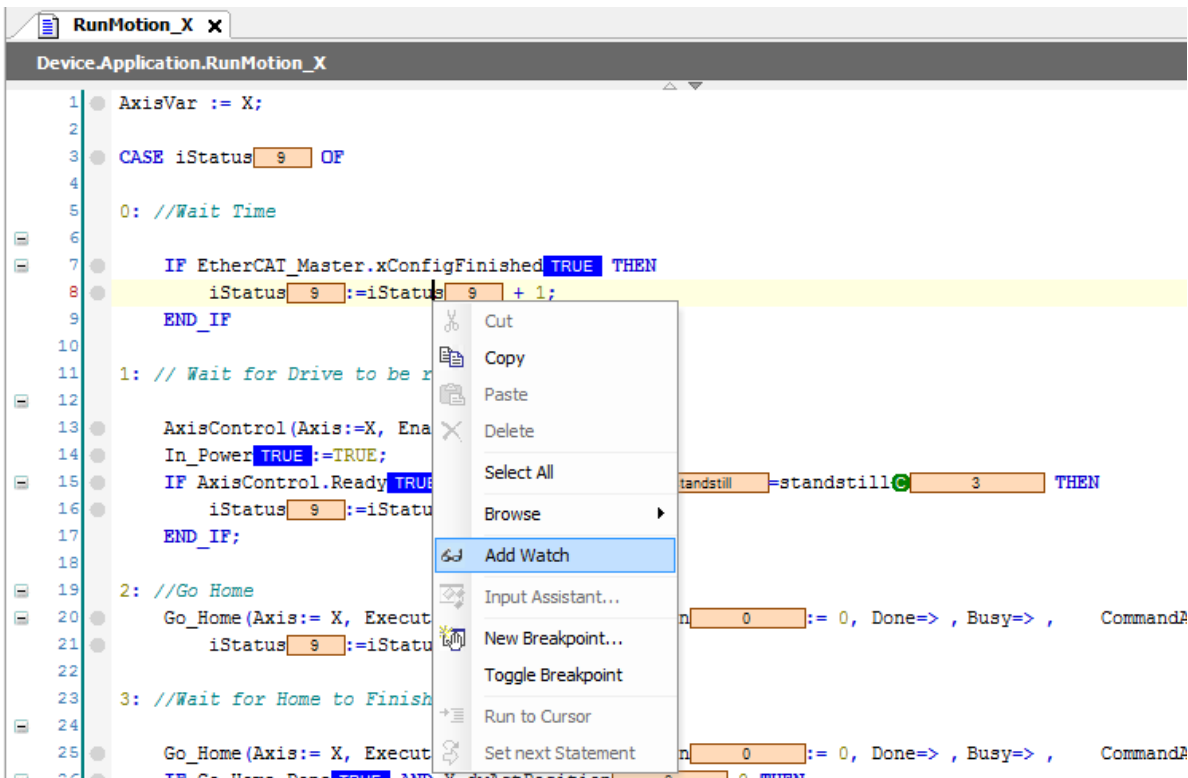 RunMotion_X
Device.Application.RunMotion_X
1 AxisVar := X;
2
3 CASE iStatus 9 OF
4
5 0: //Wait Time
6
7 IF EtherCAT_Master.xConfigFinished TRUE THEN
8 iStatus 9 :=iStatus 9 + 1;
9 END_IF
10
11 1: // Wait for Drive to be r
12
13 AxisControl(Axis:=X, Ena
14 In_Power TRUE :=TRUE;
15 IF AxisControl.Ready TRUE tandstill =standstill C 3 THEN
16 iStatus 9 :=iStatu
17 END_IF;
18
19 2: //Go Home
20 Go_Home(Axis:= X, Execut n 0 := 0, Done=> , Busy=> , CommandA
21 iStatus 9 :=iStatu
22
23 3: //Wait for Home to Finish
24
25 Go_Home(Axis:= X, Execut n 0 := 0, Done=> , Busy=> , CommandA
Cut
Copy
Paste
Delete
Select All
Browse
Add Watch
Input Assistant...
New Breakpoint...
Toggle Breakpoint
Run to Cursor
Set next Statement